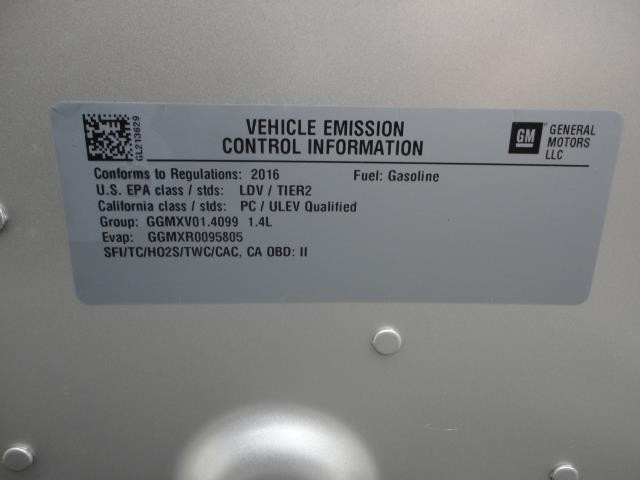 GL213629
VEHICLE EMISSION
CONTROL INFORMATION
GM
GENERAL
MOTORS
LLC
Conforms to Regulations: 2016 Fuel: Gasoline
U.S. EPA class / stds: LDV / TIER2
California class / stds: PC / ULEV Qualified
Group: GGMXV01.4099 1.4L
Evap: GGMXR0095805
SFI/TC/HO2S/TWC/CAC, CA OBD: II